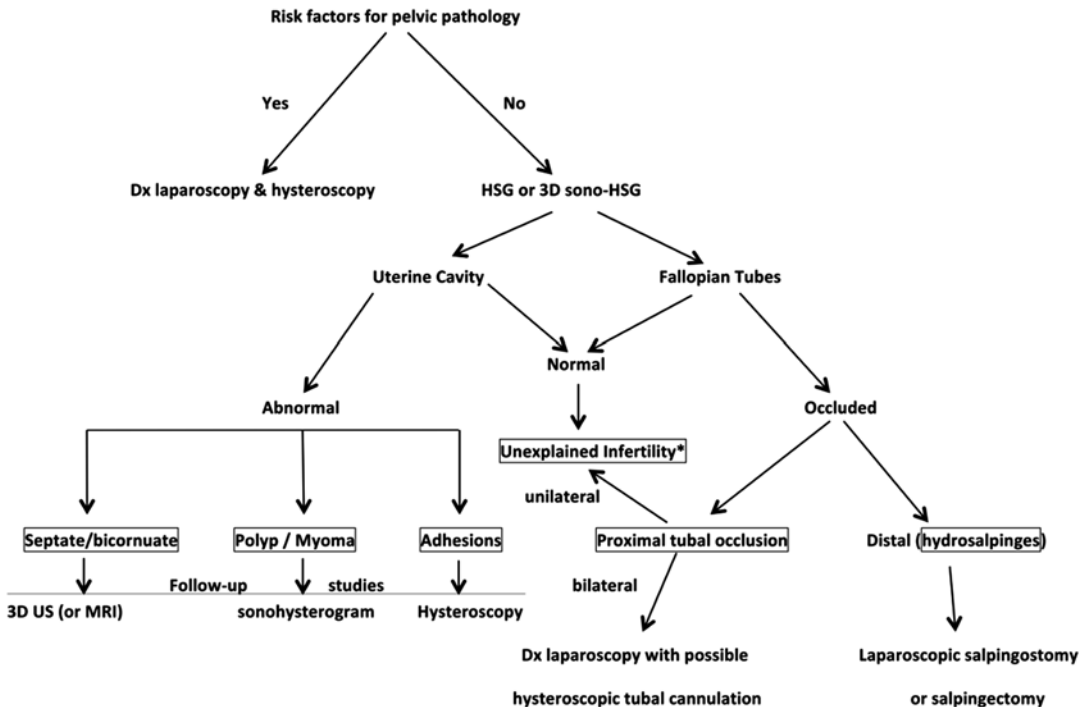 Risk factors for pelvic pathology
Yes
No
Dx laparoscopy & hysteroscopy
HSG or 3D sono-HSG
Uterine Cavity
Fallopian Tubes
Normal
Abnormal
Occluded
Unexplained Infertility*
unilateral
Septate/bicornuate
Polyp / Myoma
Adhesions
Proximal tubal occlusion
Distal (hydrosalpinges)
Follow-up studies
bilateral
3D US (or MRI)
sonohysterogram
Hysteroscopy
Dx laparoscopy with possible
hysteroscopic tubal cannulation
Laparoscopic salpingostomy
or salpingectomy